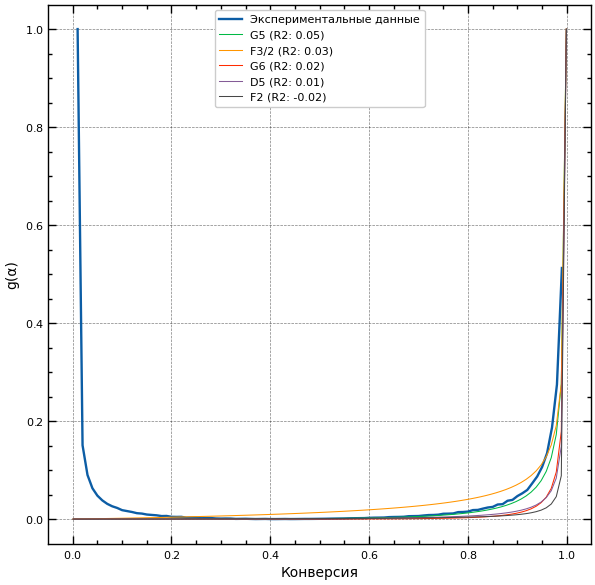 Экспериментальные данные
G5 (R2: 0.05)
F3/2 (R2: 0.03)
G6 (R2: 0.02)
D5 (R2: 0.01)
F2 (R2: -0.02)
1.0
0.8
0.6
0.4
0.2
0.0
g(α)
0.0 0.2 0.4 0.6 0.8 1.0
Конверсия